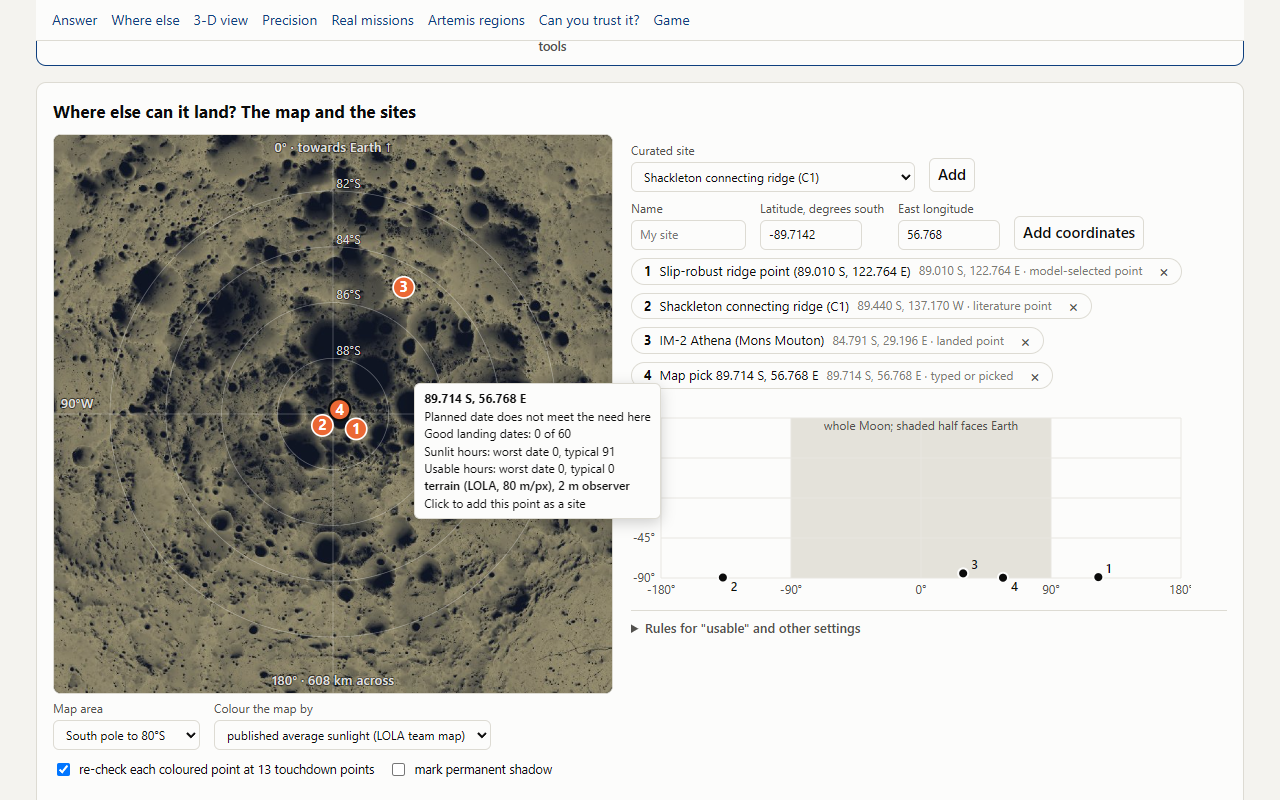 Answer Where else 3-D view Precision Real missions Artemis regions Can you trust it? Game
tools
Where else can it land? The map and the sites
0° · towards Earth ↑
82°S
84°S
86°S
88°S
90°W
3
4
2
1
180° · 608 km across
89.714 S, 56.768 E
Planned date does not meet the need here
Good landing dates: 0 of 60
Sunlit hours: worst date 0, typical 91
Usable hours: worst date 0, typical 0
terrain (LOLA, 80 m/px), 2 m observer
Click to add this point as a site
Map area
South pole to 80°S
Colour the map by
published average sunlight (LOLA team map)
re-check each coloured point at 13 touchdown points
mark permanent shadow
Curated site
Shackleton connecting ridge (C1)
Add
Name
My site
Latitude, degrees south
-89.7142
East longitude
56.768
Add coordinates
1 Slip-robust ridge point (89.010 S, 122.764 E) 89.010 S, 122.764 E · model-selected point ×
2 Shackleton connecting ridge (C1) 89.440 S, 137.170 W · literature point ×
3 IM-2 Athena (Mons Mouton) 84.791 S, 29.196 E · landed point ×
4 Map pick 89.714 S, 56.768 E 89.714 S, 56.768 E · typed or picked ×
whole Moon; shaded half faces Earth
-45°
-90°
2
3
4
1
-180° -90° 0° 90° 180°
▶ Rules for "usable" and other settings